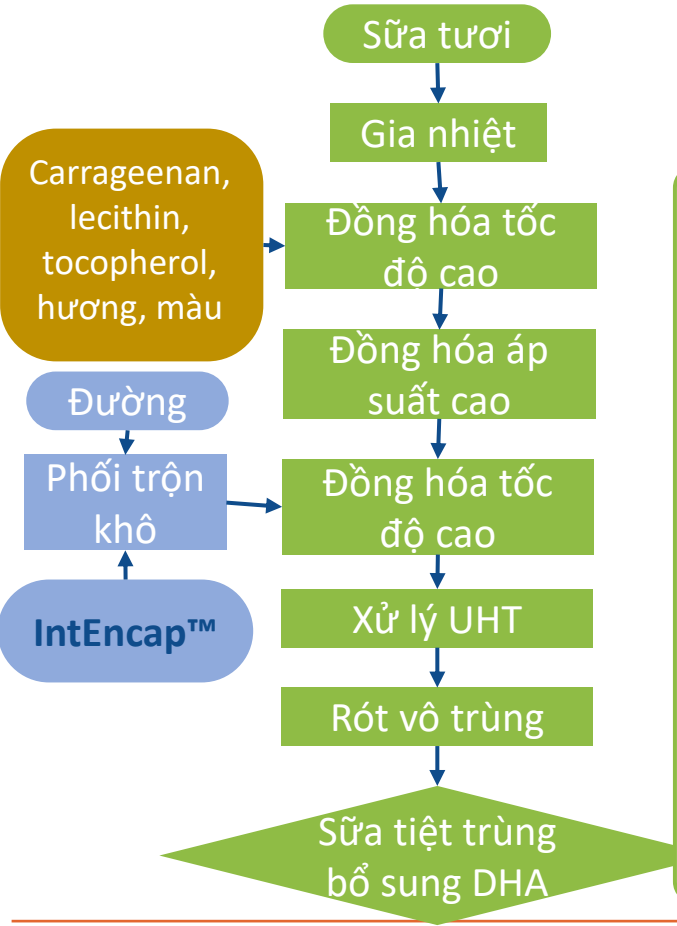 Sữa tươi
Gia nhiệt
Carrageenan,
lecithin,
tocopherol,
hương, màu
Đồng hóa tốc
độ cao
Đồng hóa áp
suất cao
Đường
Phối trộn
khô
Đồng hóa tốc
độ cao
IntEncap™
Xử lý UHT
Rót vô trùng
Sữa tiệt trùng
bổ sung DHA